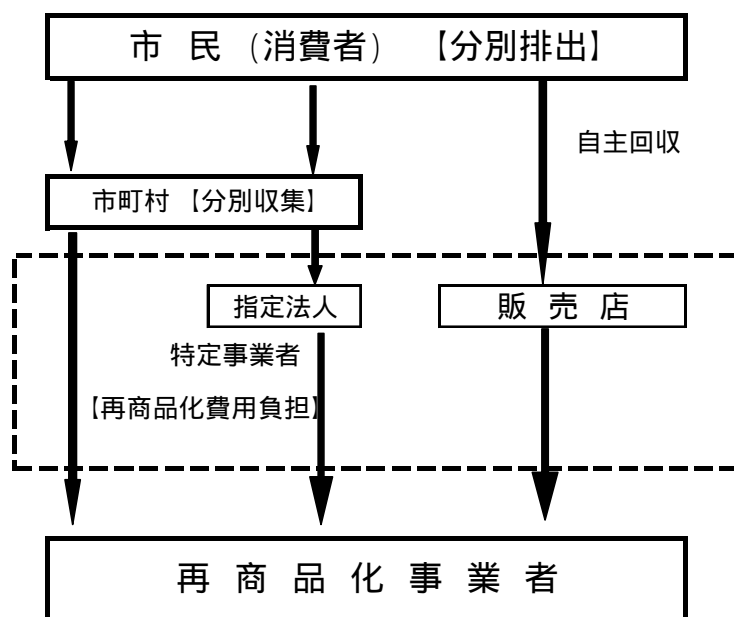 市 民 （消費者） 【分別排出】
自主回収
市町村 【分別収集】
指定法人
販 売 店
特定事業者
【再商品化費用負担】
再 商 品 化 事 業 者